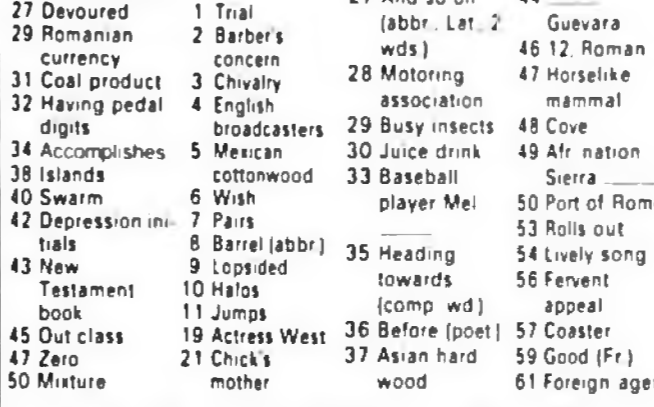 27 Devoured
29 Romanian
currency
31 Coal product
32 Having pedal
digits
34 Accomplishes
38 Islands
40 Swarm
42 Depression ini-
tials
43 New
Testament
book
45 Out class
47 Zero
50 Mixture
1 Trial
2 Barber's
concern
3 Chivalry
4 English
broadcasters
5 Mexican
cottonwood
6 Wish
7 Pairs
8 Barrel (abbr)
9 Lopsided
10 Halos
11 Jumps
19 Actress West
21 Chick's
mother
(abbr. Lat. 2
wds)
28 Motoring
association
29 Busy insects
30 Juice drink
33 Baseball
player Mel
____
35 Heading
towards
(comp wd)
36 Before (poet)
37 Asian hard
wood
Guevara
46 12, Roman
47 Horselike
mammal
48 Cove
49 Afr nation
Sierra ____
50 Port of Rom
53 Rolls out
54 Lively song
56 Fervent
appeal
57 Coaster
59 Good (Fr.)
61 Foreign age